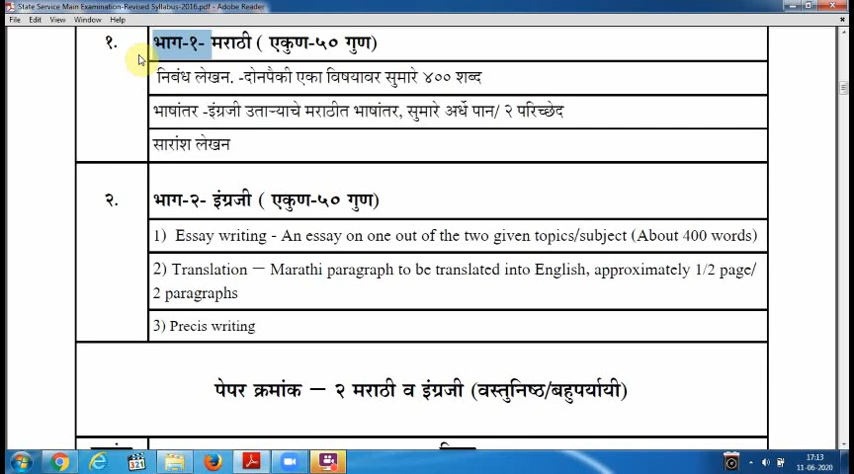 State Service Main Examination-Revised Syllabus-2016.pdf - Adobe Reader
File Edit View Window Help
१. भाग-१- मराठी ( एकुण-५० गुण)
निबंध लेखन. -दोनपैकी एका विषयावर सुमारे ४०० शब्द
भाषांतर -इंग्रजी उताऱ्याचे मराठीत भाषांतर, सुमारे अर्धे पान/ २ परिच्छेद
सारांश लेखन
२. भाग-२- इंग्रजी ( एकुण-५० गुण)
1) Essay writing - An essay on one out of the two given topics/subject (About 400 words)
2) Translation – Marathi paragraph to be translated into English, approximately 1/2 page/
2 paragraphs
3) Precis writing
पेपर क्रमांक – २ मराठी व इंग्रजी (वस्तुनिष्ठ/बहुपर्यायी)
321
17:13
11-06-2020